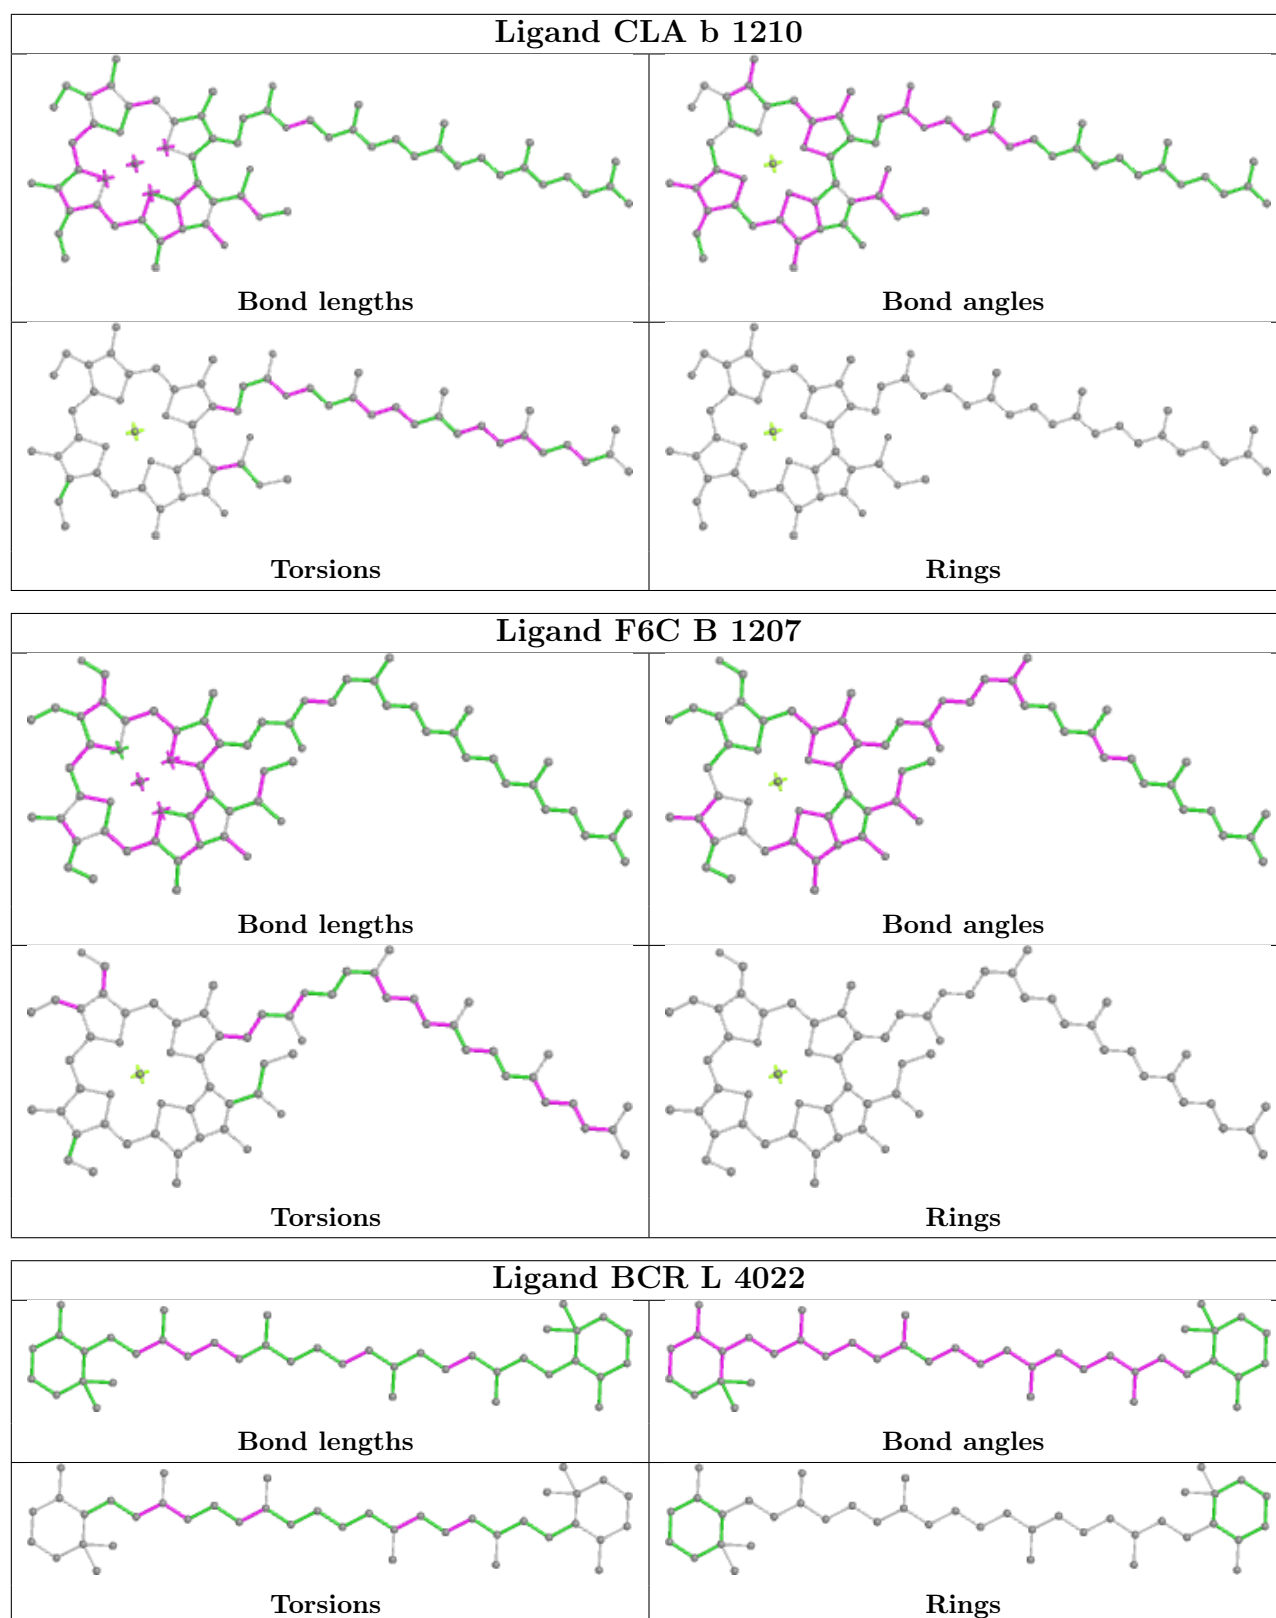 Ligand CLA b 1210
Bond lengths
Bond angles
Torsions
Rings
Ligand F6C B 1207
Bond lengths
Bond angles
Torsions
Rings
Ligand BCR L 4022
Bond lengths
Bond angles
Torsions
Rings